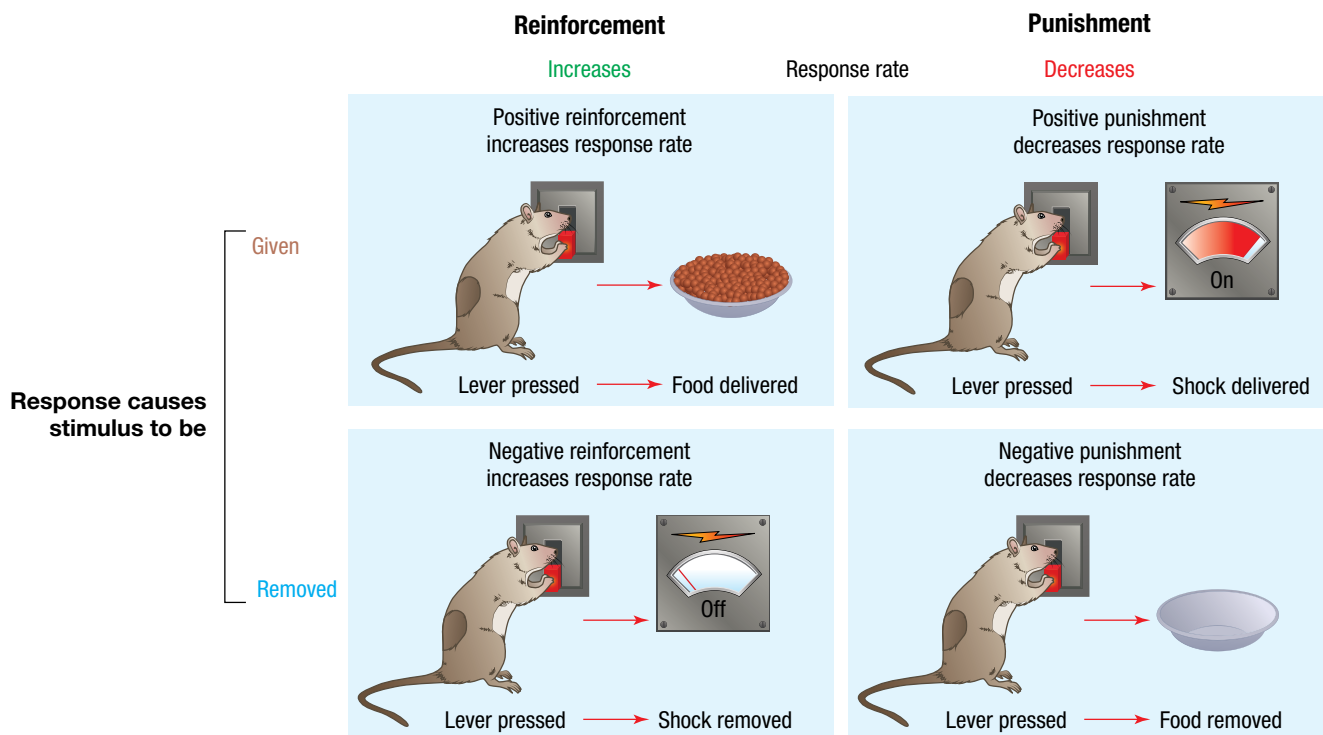 Reinforcement
Punishment
Increases
Response rate
Decreases
Positive reinforcement
increases response rate
Positive punishment
decreases response rate
Given
On
Lever pressed
Food delivered
Lever pressed
Shock delivered
Response causes
stimulus to be
Negative reinforcement
increases response rate
Negative punishment
decreases response rate
Removed
Off
Lever pressed
Shock removed
Lever pressed
Food removed